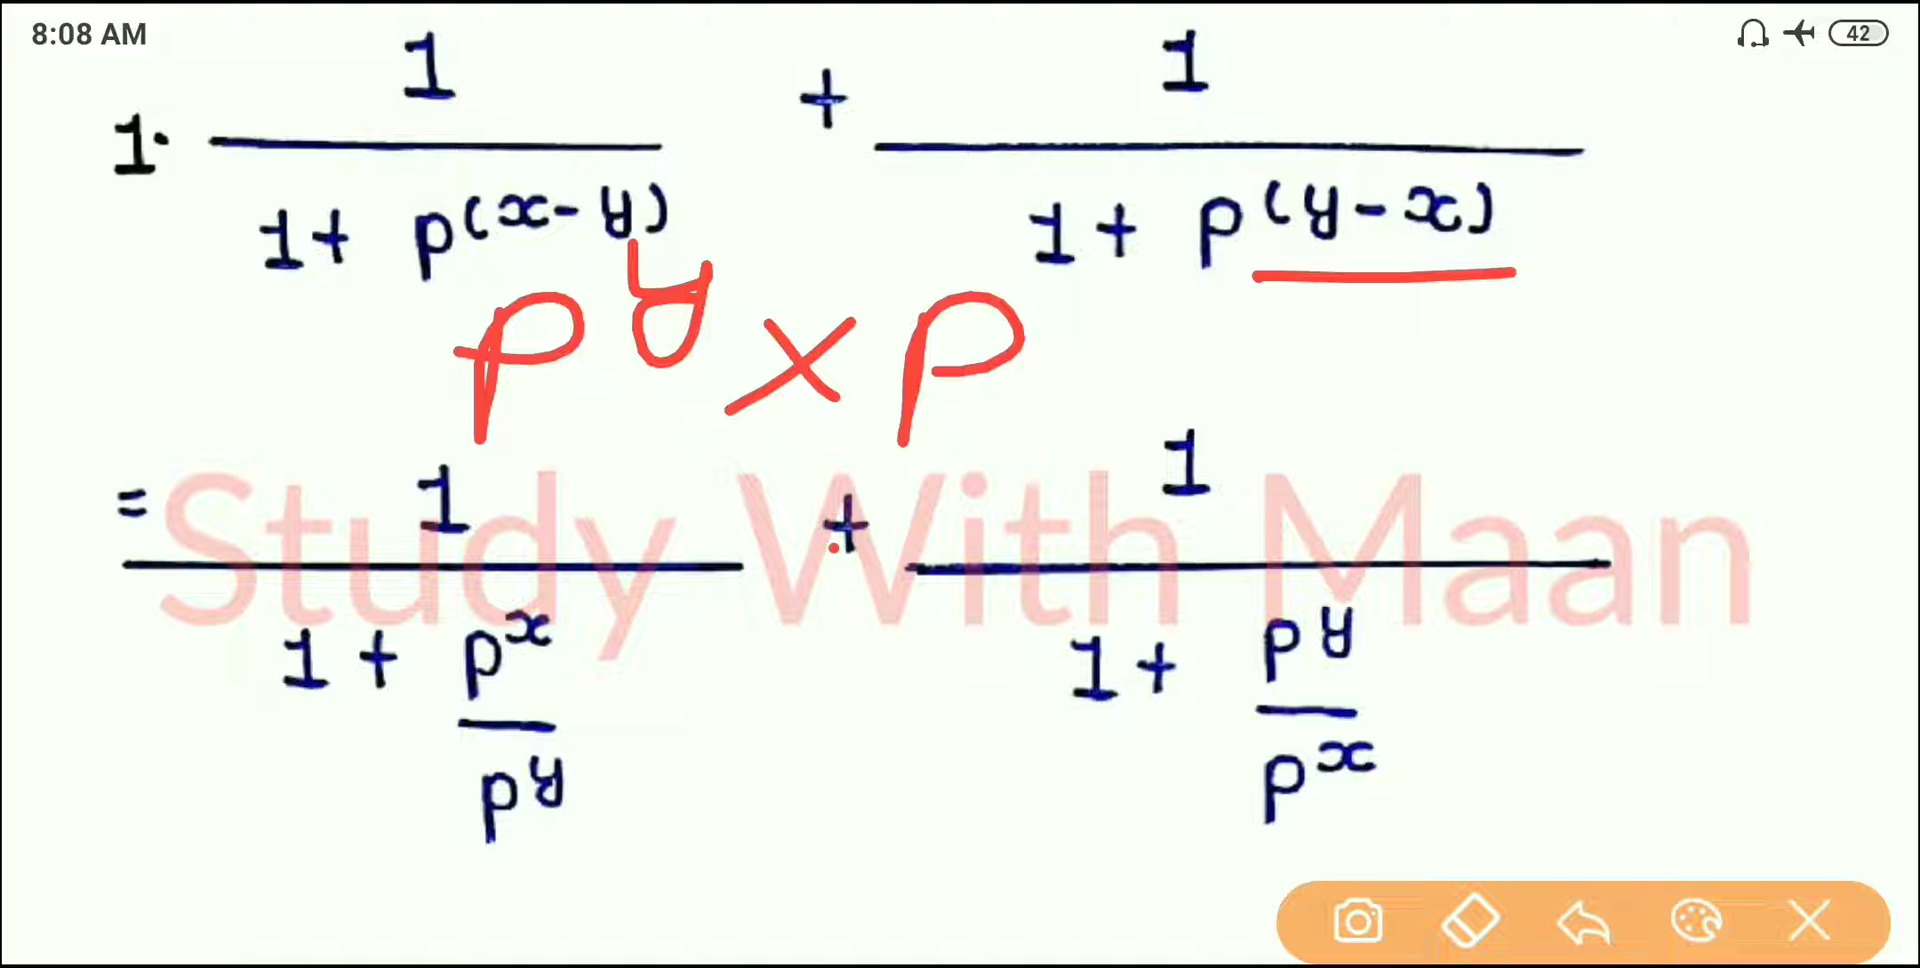 8:08 AM 42
1. 1/(1 + p^(x-y)) + 1/(1 + p^(y-x))
p^y × p
= 1/(1 + p^x/p^y) + 1/(1 + p^y/p^x)
Study With Maan